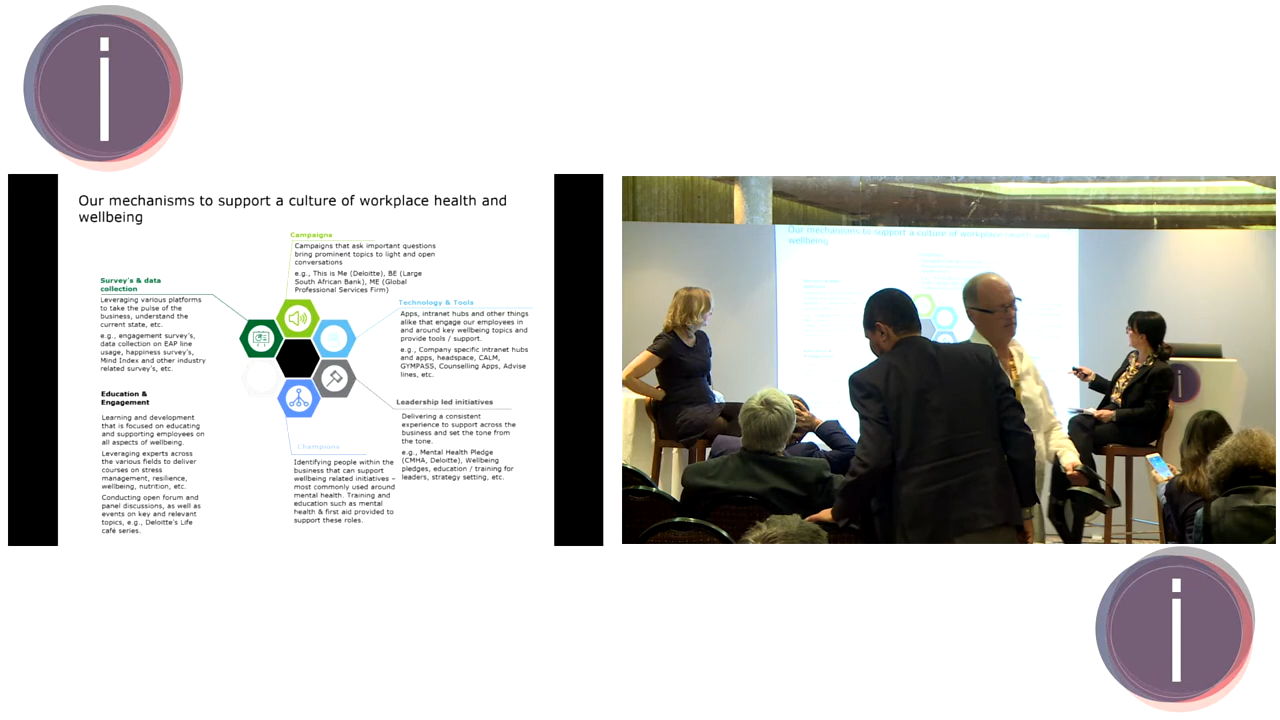 i
Our mechanisms to support a culture of workplace health and
wellbeing
Campaigns
Campaigns that ask important questions
bring prominent topics to light and open
conversations
e.g., This is Me (Deloitte), BE (Large
South African Bank), ME (Global
Professional Services Firm)
Survey's & data
collection
Leveraging various platforms
to take the pulse of the
business, understand the
current state, etc.
e.g., engagement survey's,
data collection on EAP line
usage, happiness survey's,
Mind Index and other industry
related survey's, etc.
Technology & Tools
Apps, intranet hubs and other things
alike that engage our employees in
and around key wellbeing topics and
provide tools / support.
e.g., Company specific intranet hubs
and apps, headspace, CALM,
GYMPASS, Counselling Apps, Advise
lines, etc.
Education &
Engagement
Learning and development
that is focused on educating
and supporting employees on
all aspects of wellbeing.
Leveraging experts across
the various fields to deliver
courses on stress
management, resilience,
wellbeing, nutrition, etc.
Conducting open forum and
panel discussions, as well as
events on key and relevant
topics, e.g., Deloitte's Life
café series.
Leadership led initiatives
Delivering a consistent
experience to support across the
business and set the tone from
the tone.
e.g., Mental Health Pledge
(CMHA, Deloitte), Wellbeing
pledges, education / training for
leaders, strategy setting, etc.
Champions
Identifying people within the
business that can support
wellbeing related initiatives –
most commonly used around
mental health. Training and
education such as mental
health & first aid provided to
support these roles.
Our mechanisms to support a culture of workplace health and
wellbeing
i
i